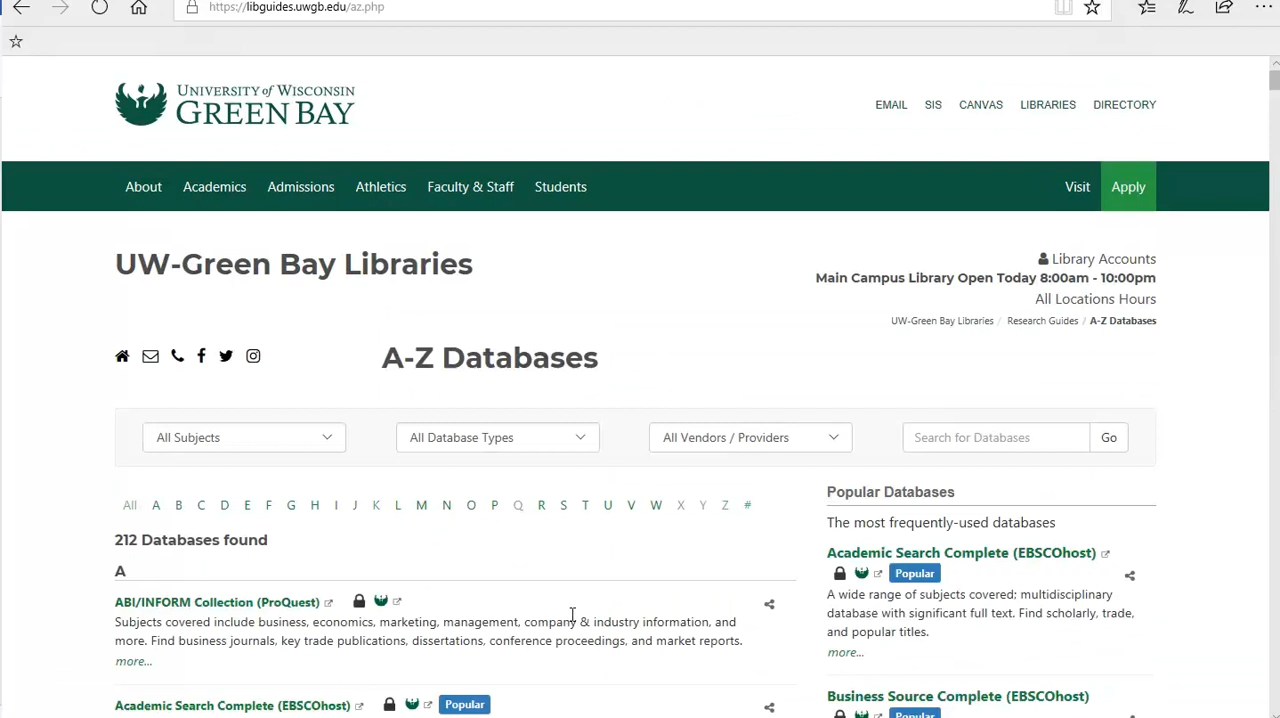 https://libguides.uwgb.edu/az.php
UNIVERSITY OF WISCONSIN
GREEN BAY
EMAIL SIS CANVAS LIBRARIES DIRECTORY
About Academics Admissions Athletics Faculty & Staff Students Visit Apply
UW-Green Bay Libraries
Library Accounts
Main Campus Library Open Today 8:00am - 10:00pm
All Locations Hours
UW-Green Bay Libraries / Research Guides / A-Z Databases
A-Z Databases
All Subjects All Database Types All Vendors / Providers Search for Databases Go
All A B C D E F G H I J K L M N O P Q R S T U V W X Y Z #
212 Databases found
A
ABI/INFORM Collection (ProQuest)
Subjects covered include business, economics, marketing, management, company & industry information, and
more. Find business journals, key trade publications, dissertations, conference proceedings, and market reports.
more...
Academic Search Complete (EBSCOhost) Popular
Popular Databases
The most frequently-used databases
Academic Search Complete (EBSCOhost)
Popular
A wide range of subjects covered; multidisciplinary
database with significant full text. Find scholarly, trade,
and popular titles.
more...
Business Source Complete (EBSCOhost)
Popular